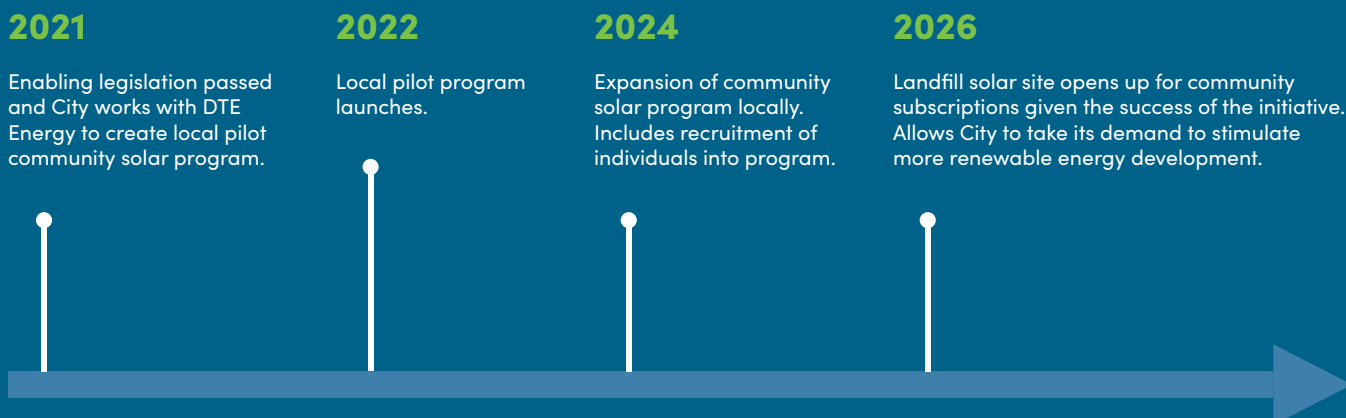 2021
Enabling legislation passed
and City works with DTE
Energy to create local pilot
community solar program.
2022
Local pilot program
launches.
2024
Expansion of community
solar program locally.
Includes recruitment of
individuals into program.
2026
Landfill solar site opens up for community
subscriptions given the success of the initiative.
Allows City to take its demand to stimulate
more renewable energy development.